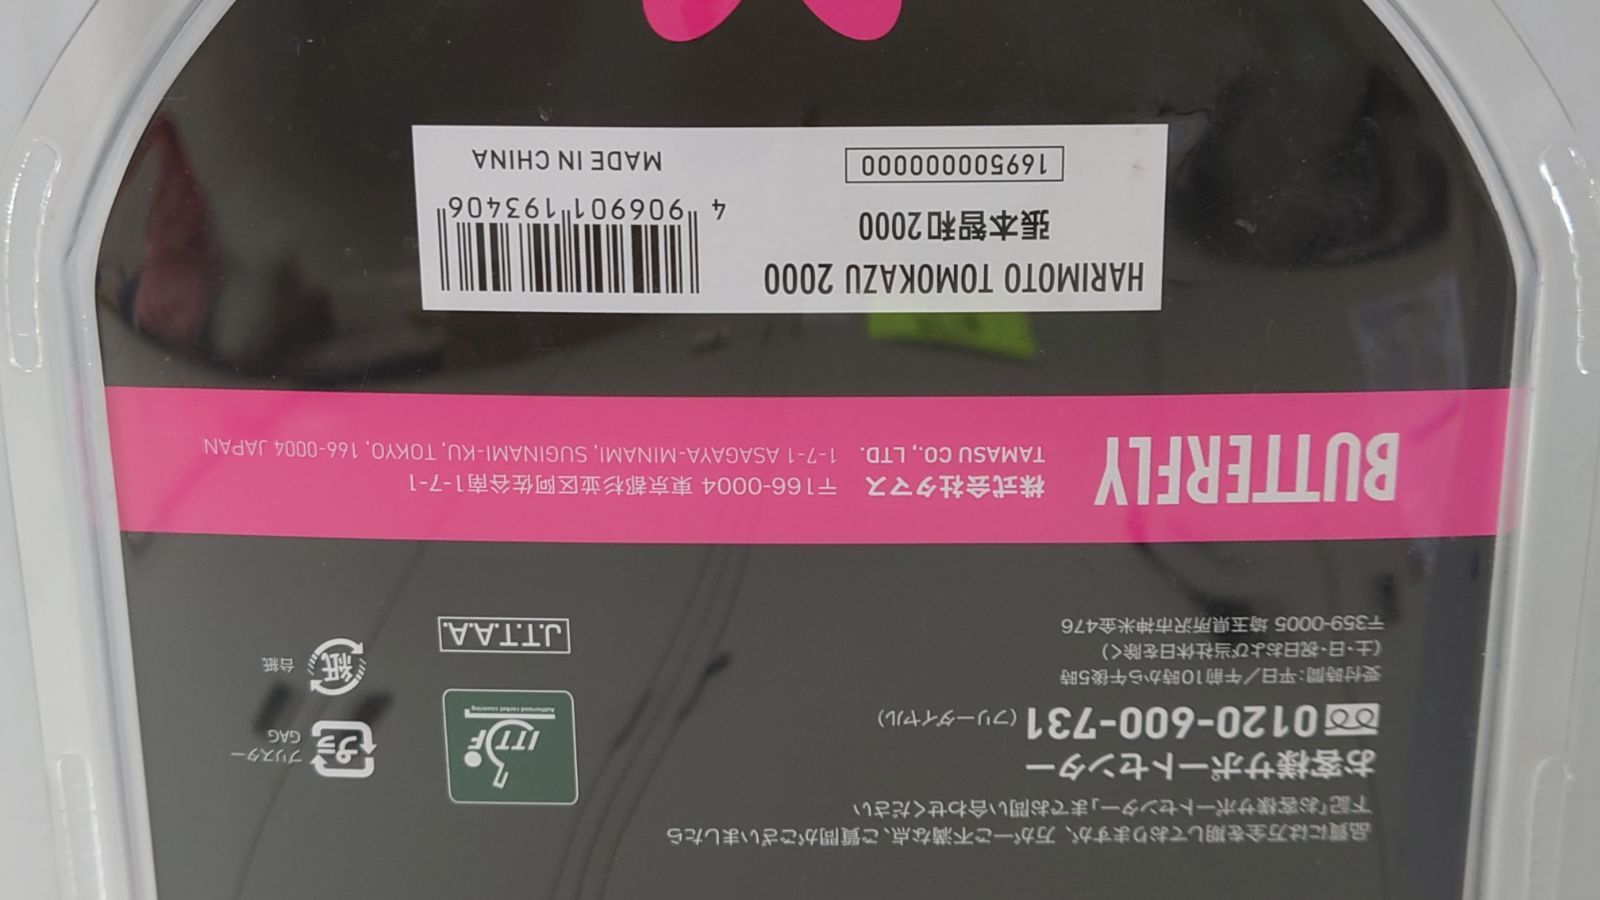 品質には万全を期しておりますが、万が一ご不満な点、ご質問がございましたら
下記「お客様サポートセンター」までお問い合わせください
お客様サポートセンター
0120-600-731(フリーダイヤル)
受付時間:平日/午前10時から午後5時
(土・日・祝日および当社休日を除く)
〒359-0005 埼玉県所沢市神米金476
ITTF
Authorised racket covering
J.T.T.A.A.
プラ
ブリスター
GAG
紙
台紙
BUTTERFLY
株式会社タマス 〒166-0004 東京都杉並区阿佐谷南1-7-1
TAMASU CO., LTD. 1-7-1 ASAGAYA-MINAMI, SUGINAMI-KU, TOKYO, 166-0004 JAPAN
HARIMOTO TOMOKAZU 2000
張本智和2000
16950000000000
4 906901 193406
MADE IN CHINA